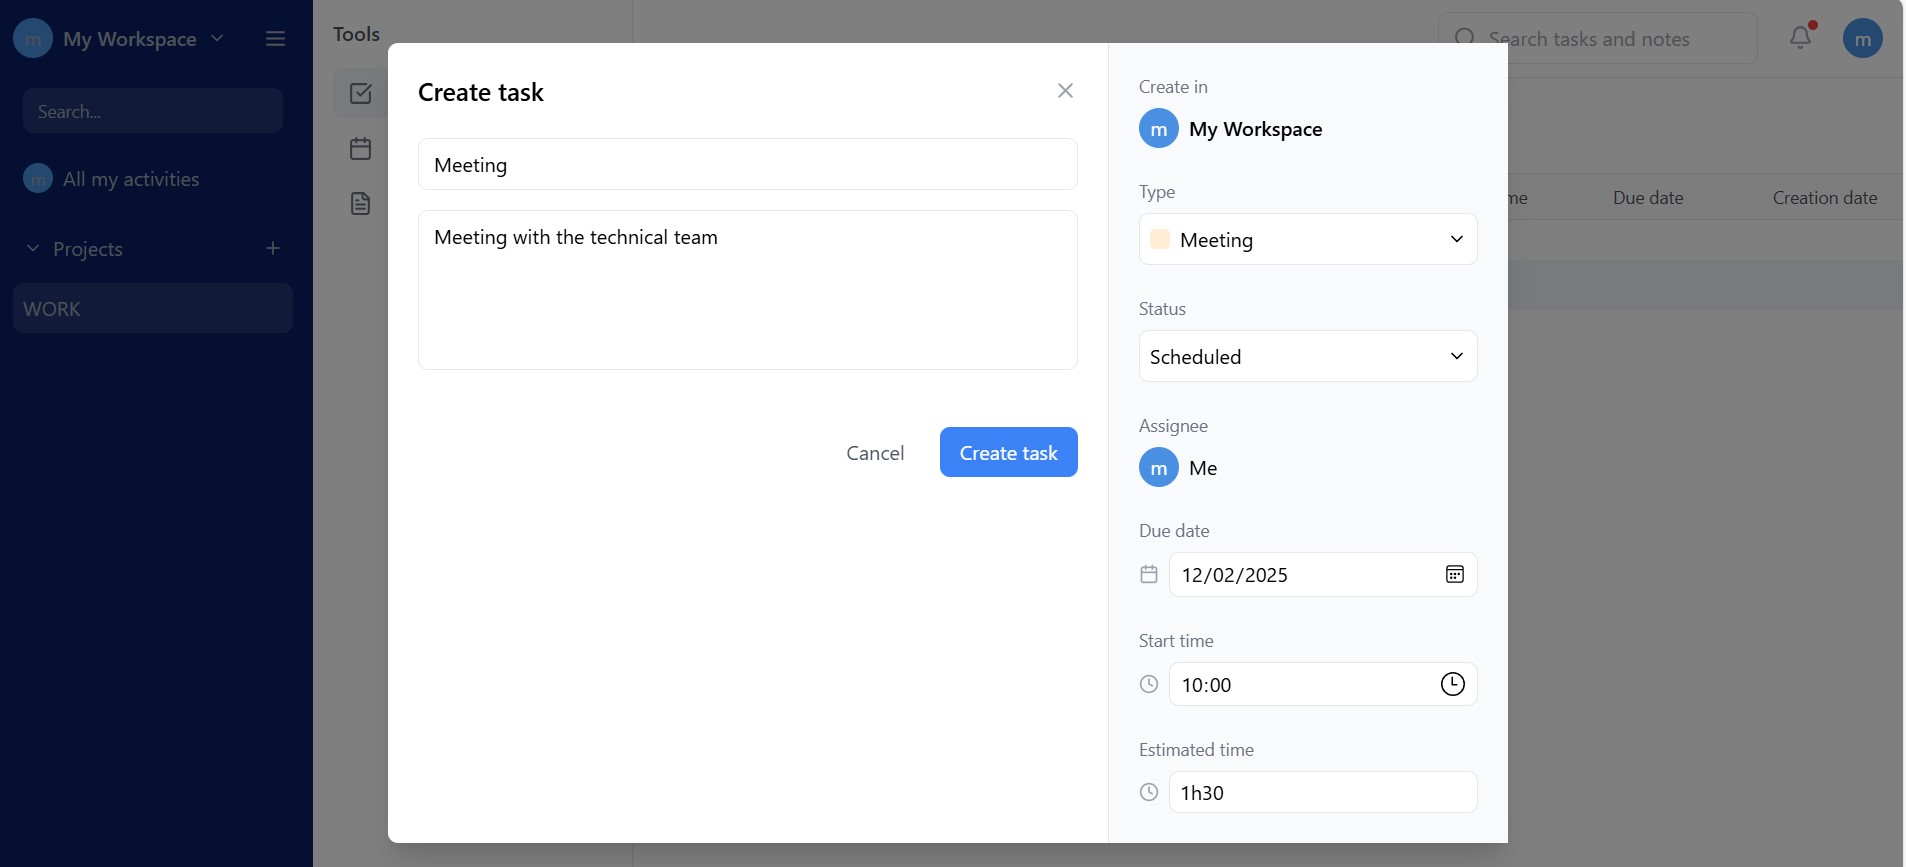 m
My Workspace
Search...
m
All my activities
Projects
WORK
Tools
Search tasks and notes
m
Due date
Creation date
Create task
Meeting
Meeting with the technical team
Cancel
Create task
Create in
m
My Workspace
Type
Meeting
Status
Scheduled
Assignee
m
Me
Due date
12/02/2025
Start time
10:00
Estimated time
1h30